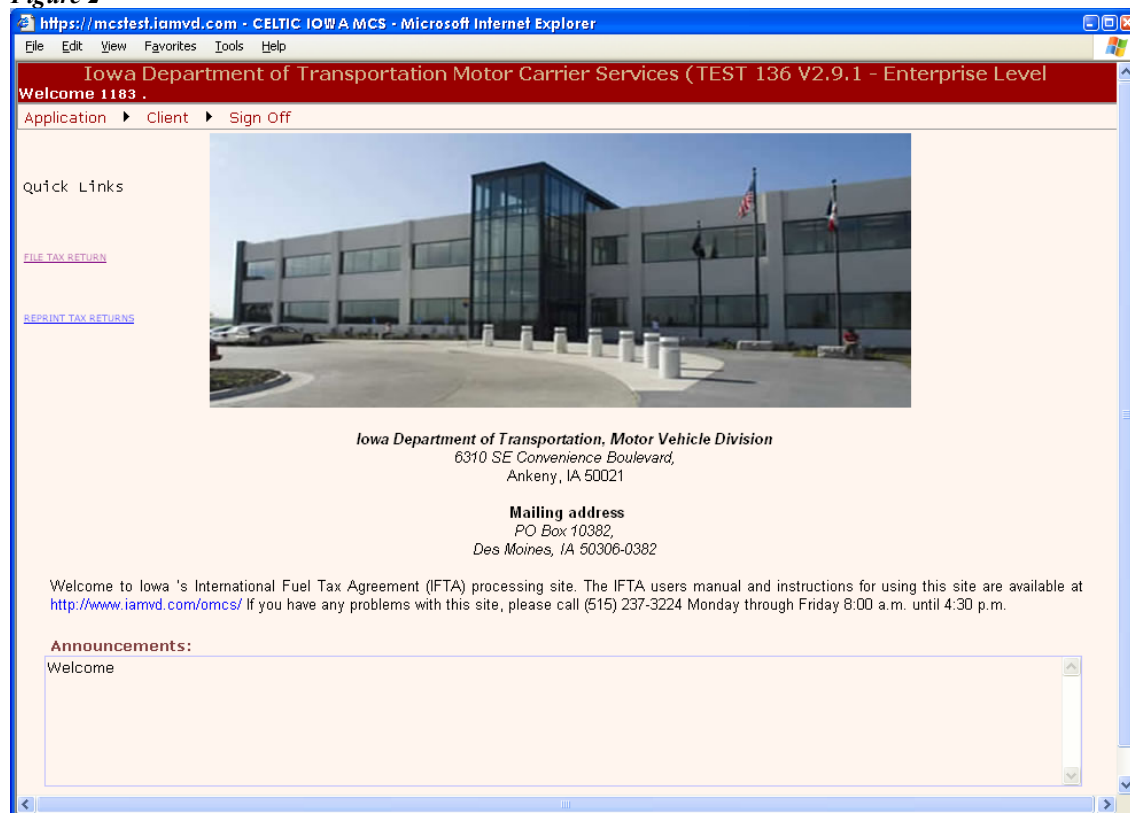 Figure 2
https://mcstest.iamvd.com - CELTIC IOWA MCS - Microsoft Internet Explorer
File Edit View Favorites Tools Help
Iowa Department of Transportation Motor Carrier Services (TEST 136 V2.9.1 - Enterprise Level
Welcome 1183 .
Application Client Sign Off
Quick Links
FILE TAX RETURN
REPRINT TAX RETURNS
Iowa Department of Transportation, Motor Vehicle Division
6310 SE Convenience Boulevard,
Ankeny, IA 50021
Mailing address
PO Box 10382,
Des Moines, IA 50306-0382
Welcome to Iowa 's International Fuel Tax Agreement (IFTA) processing site. The IFTA users manual and instructions for using this site are available at
http://www.iamvd.com/omcs/ If you have any problems with this site, please call (515) 237-3224 Monday through Friday 8:00 a.m. until 4:30 p.m.
Announcements:
Welcome